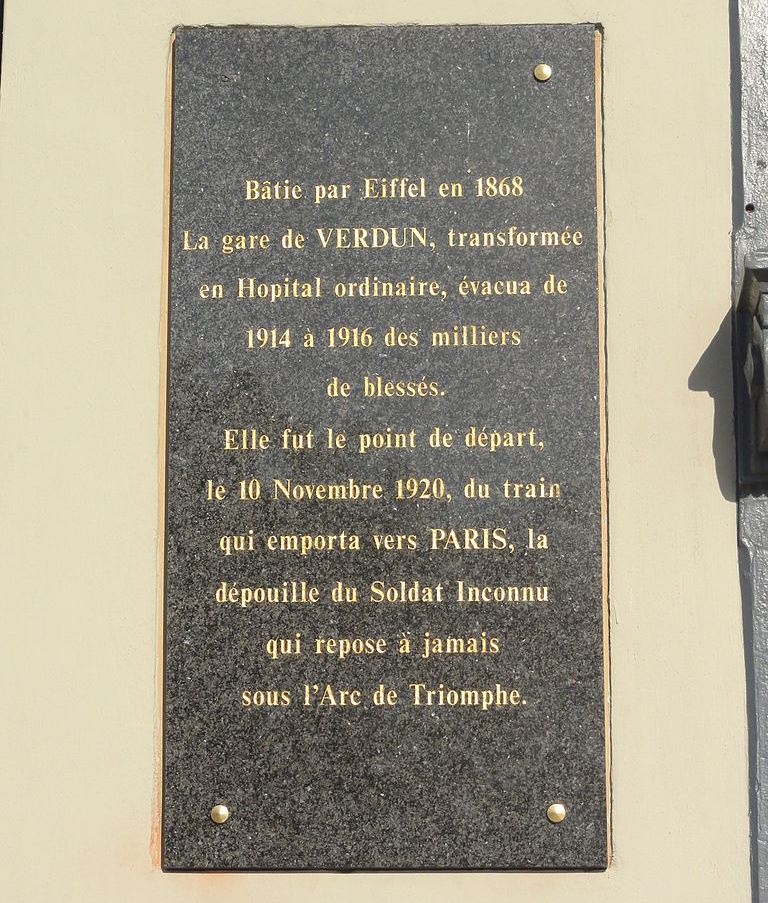 Bâtie par Eiffel en 1868
La gare de VERDUN, transformée
en Hopital ordinaire, évacua de
1914 à 1916 des milliers
de blessés.
Elle fut le point de départ,
le 10 Novembre 1920, du train
qui emporta vers PARIS, la
dépouille du Soldat Inconnu
qui repose à jamais
sous l'Arc de Triomphe.